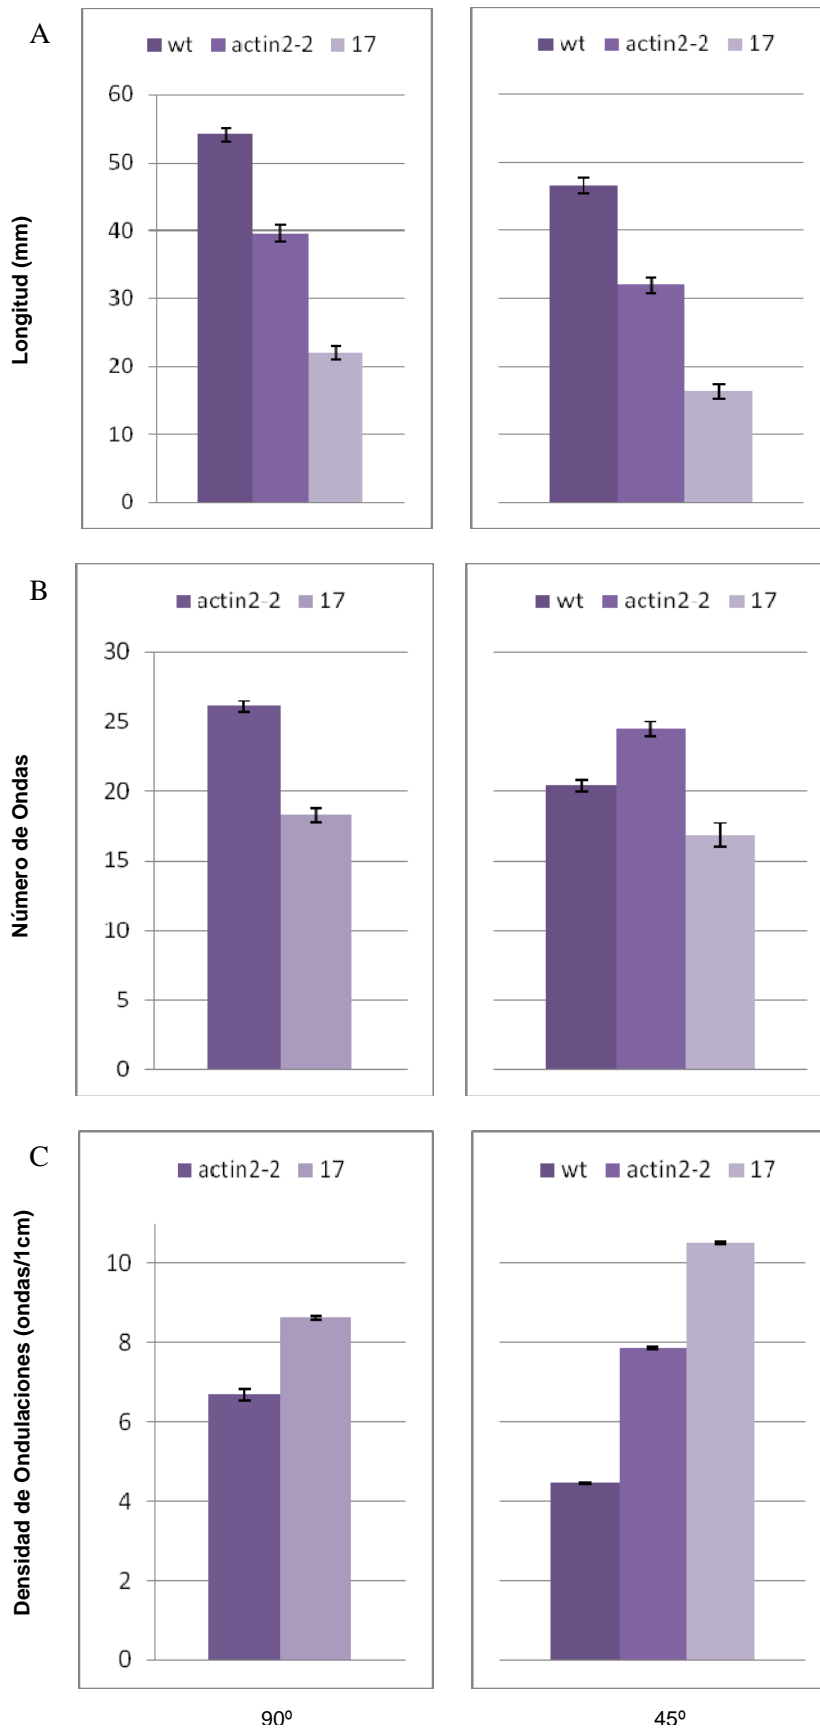 A
wt actin2-2 17
wt actin2-2 17
60
50
40
30
20
10
0
Longitud (mm)
B
actin2-2 17
wt actin2-2 17
30
25
20
15
10
5
0
Número de Ondas
C
actin2-2 17
wt actin2-2 17
10
8
6
4
2
0
Densidad de Ondulaciones (ondas/1cm)
90º
45º